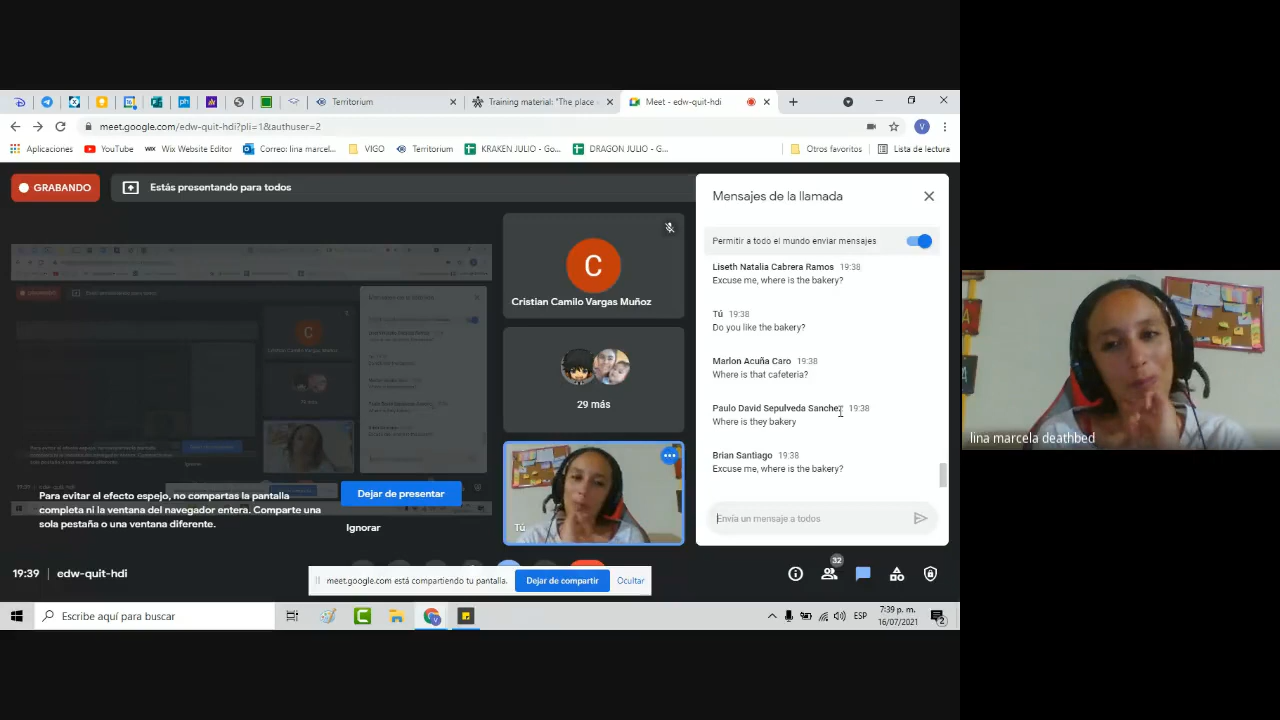 Territorium
Training material: "The place
Meet - edw-quit-hdi
meet.google.com/edw-quit-hdi?pli=1&authuser=2
Aplicaciones
YouTube
WiX Wix Website Editor
Correo: lina marcel...
VIGO
Territorium
KRAKEN JULIO - Go...
DRAGON JULIO - G...
Otros favoritos
Lista de lectura
GRABANDO
Estás presentando para todos
C
Cristian Camilo Vargas Muñoz
29 más
Tú
Para evitar el efecto espejo, no compartas la pantalla
completa ni la ventana del navegador entera. Comparte una
sola pestaña o una ventana diferente.
Dejar de presentar
Ignorar
Mensajes de la llamada
Permitir a todo el mundo enviar mensajes
Liseth Natalia Cabrera Ramos 19:38
Excuse me, where is the bakery?
Tú 19:38
Do you like the bakery?
Marlon Acuña Caro 19:38
Where is that cafeteria?
Paulo David Sepulveda Sanchez 19:38
Where is they bakery
Brian Santiago 19:38
Excuse me, where is the bakery?
Envía un mensaje a todos
lina marcela deathbed
19:39 | edw-quit-hdi
32
meet.google.com está compartiendo tu pantalla.
Dejar de compartir
Ocultar
Escribe aquí para buscar
ESP
7:39 p. m.
16/07/2021
2